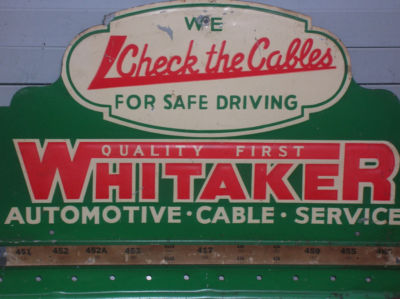 WE
Check the Cables
FOR SAFE DRIVING
QUALITY FIRST
WHITAKER
AUTOMOTIVE · CABLE · SERVICE
451 452 452A 453 457 459 455